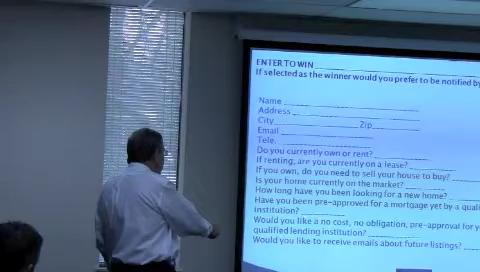 ENTER TO WIN
If selected as the winner would you prefer to be notified by
Name
Address
City Zip
Email
Tele.
Do you currently own or rent?
If renting, are you currently on a lease?
If you own, do you need to sell your house to buy?
Is your home currently on the market?
How long have you been looking for a new home?
Have you been pre-approved for a mortgage yet by a
institution?
Would you like a no cost, no obligation, pre-approval for
qualified lending institution?
Would you like to receive emails about future listings?